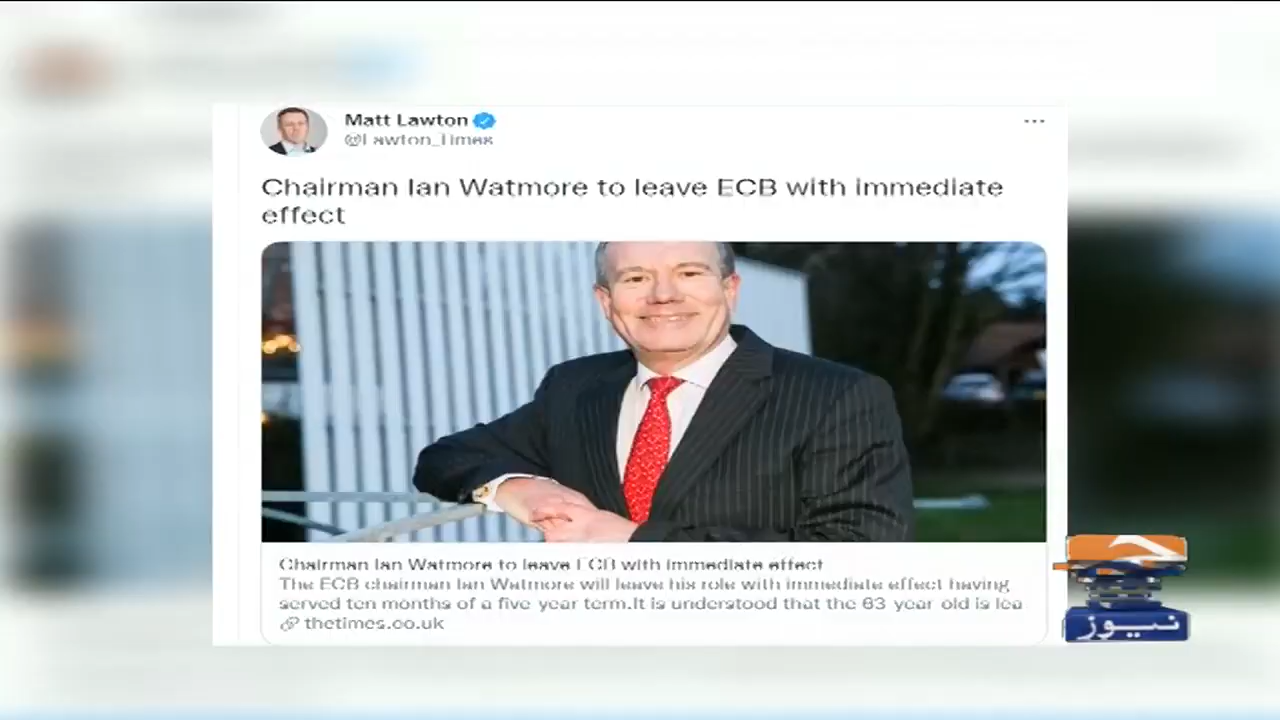 Matt Lawton
@Lawton_Times
Chairman Ian Watmore to leave ECB with immediate
effect
Chairman Ian Watmore to leave ECB with immediate effect
The ECB chairman Ian Watmore will leave his role with immediate effect having
served ten months of a five-year term.It is understood that the 63-year-old is lea
thetimes.co.uk
نیوز